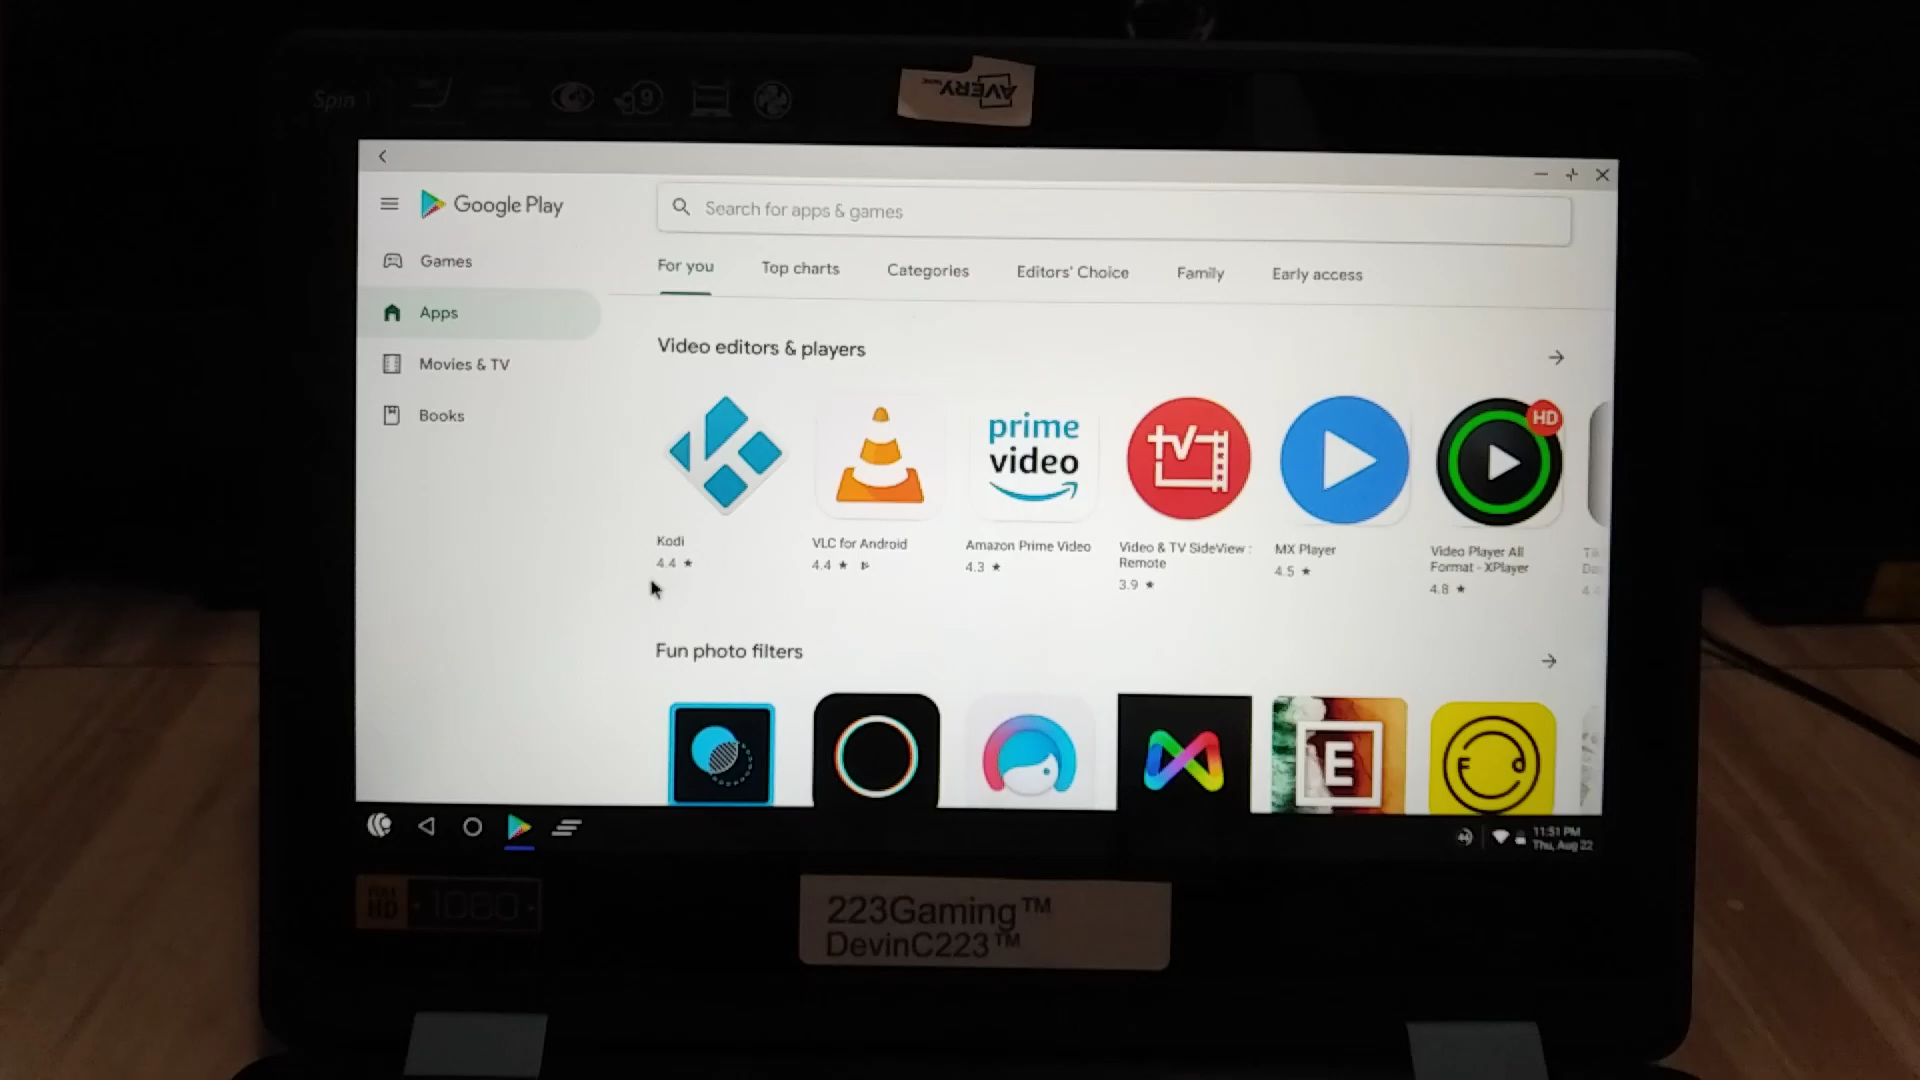 Spin 1
AVERY
Google Play
Search for apps & games
Games
Apps
Movies & TV
Books
For you
Top charts
Categories
Editors' Choice
Family
Early access
Video editors & players
prime
video
tv
HD
Kodi
4.4 ★
VLC for Android
4.4 ★
Amazon Prime Video
4.3 ★
Video & TV SideView :
Remote
3.9 ★
MX Player
4.5 ★
Video Player All
Format - XPlayer
4.8 ★
Fun photo filters
E
F d
11:51 PM
Thu, Aug 22
FULL
HD
1080
223Gaming™
DevinC223™